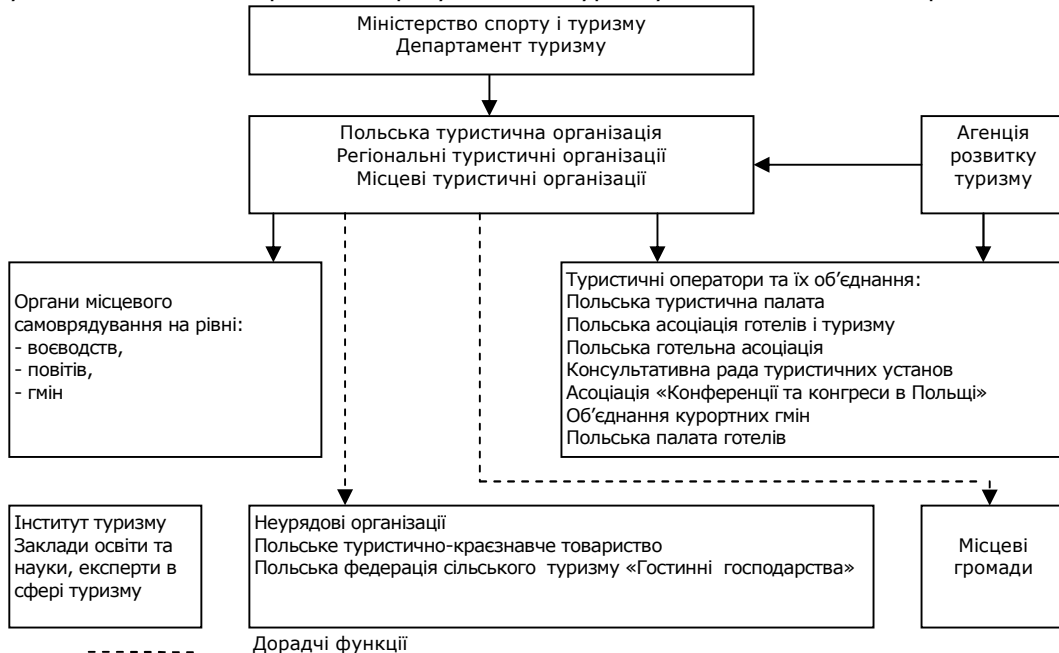 Міністерство спорту і туризму
Департамент туризму
Польська туристична організація
Регіональні туристичні організації
Місцеві туристичні організації
Агенція
розвитку
туризму
Органи місцевого
самоврядування на рівні:
- воєводств,
- повітів,
- гмін
Туристичні оператори та їх об’єднання:
Польська туристична палата
Польська асоціація готелів і туризму
Польська готельна асоціація
Консультативна рада туристичних установ
Асоціація «Конференції та конгреси в Польщі»
Об’єднання курортних гмін
Польська палата готелів
Інститут туризму
Заклади освіти та
науки, експерти в
сфері туризму
Неурядові організації
Польське туристично-краєзнавче товариство
Польська федерація сільського туризму «Гостинні господарства»
Місцеві
громади
Дорадчі функції